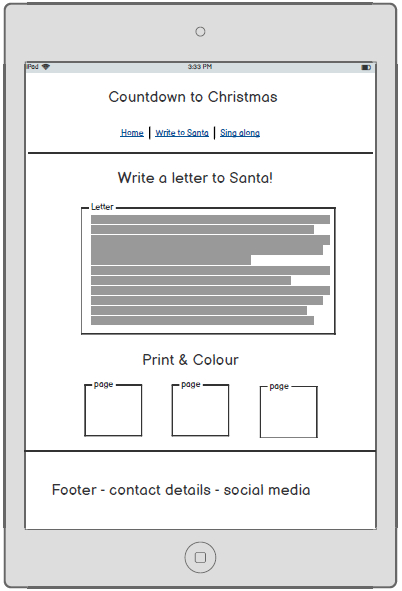 iPad 3:33 PM
Countdown to Christmas
Home | Write to Santa | Sing along
Write a letter to Santa!
Letter
Print & Colour
page page page
Footer - contact details - social media